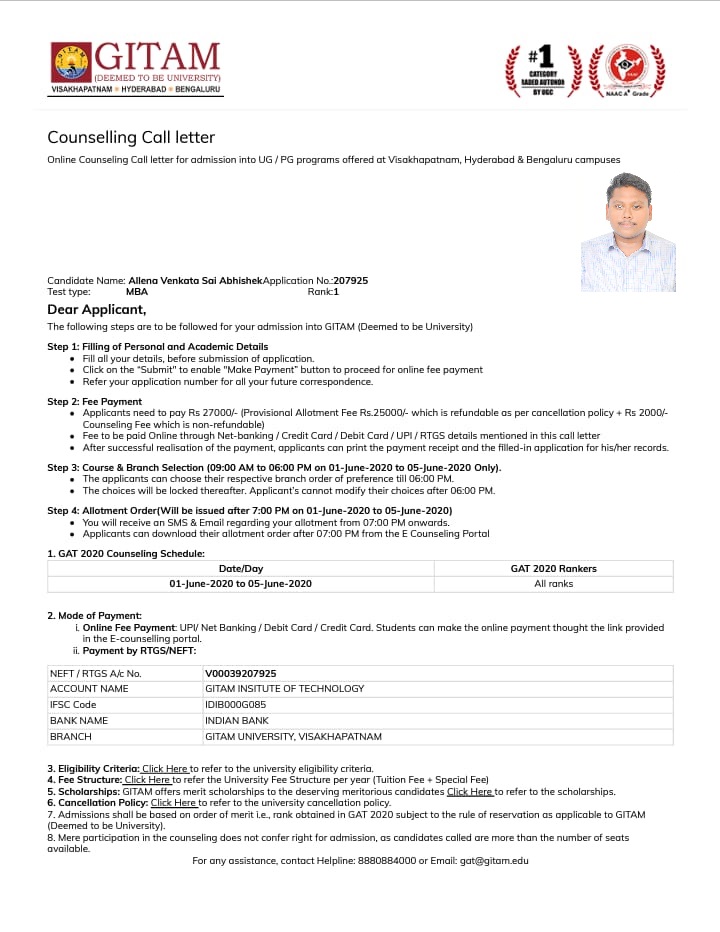 GITAM
(DEEMED TO BE UNIVERSITY)
VISAKHAPATNAM HYDERABAD BENGALURU
#1
CATEGORY
BY UGC
NAAC A+ Grade
Counselling Call letter
Online Counseling Call letter for admission into UG / PG programs offered at Visakhapatnam, Hyderabad & Bengaluru campuses
Candidate Name: Allena Venkata Sai AbhishekApplication No.:207925
Test type: MBA Rank:1
Dear Applicant,
The following steps are to be followed for your admission into GITAM (Deemed to be University)
Step 1: Filling of Personal and Academic Details
• Fill all your details, before submission of application.
• Click on the “Submit” to enable "Make Payment” button to proceed for online fee payment
• Refer your application number for all your future correspondence.
Step 2: Fee Payment
• Applicants need to pay Rs 27000/- (Provisional Allotment Fee Rs.25000/- which is refundable as per cancellation policy + Rs 2000/-
Counseling Fee which is non-refundable)
• Fee to be paid Online through Net-banking / Credit Card / Debit Card / UPI / RTGS details mentioned in this call letter
• After successful realisation of the payment, applicants can print the payment receipt and the filled-in application for his/her records.
Step 3: Course & Branch Selection (09:00 AM to 06:00 PM on 01-June-2020 to 05-June-2020 Only).
• The applicants can choose their respective branch order of preference till 06:00 PM.
• The choices will be locked thereafter. Applicant's cannot modify their choices after 06:00 PM.
Step 4: Allotment Order(Will be issued after 7:00 PM on 01-June-2020 to 05-June-2020)
• You will receive an SMS & Email regarding your allotment from 07:00 PM onwards.
• Applicants can download their allotment order after 07:00 PM from the E Counseling Portal
1. GAT 2020 Counseling Schedule:
Date/Day GAT 2020 Rankers
01-June-2020 to 05-June-2020 All ranks
2. Mode of Payment:
i. Online Fee Payment: UPI/ Net Banking / Debit Card / Credit Card. Students can make the online payment thought the link provided
in the E-counselling portal.
ii. Payment by RTGS/NEFT:
NEFT / RTGS A/c No. V00039207925
ACCOUNT NAME GITAM INSITUTE OF TECHNOLOGY
IFSC Code IDIB000G085
BANK NAME INDIAN BANK
BRANCH GITAM UNIVERSITY, VISAKHAPATNAM
3. Eligibility Criteria: Click Here to refer to the university eligibility criteria.
4. Fee Structure: Click Here to refer the University Fee Structure per year (Tuition Fee + Special Fee)
5. Scholarships: GITAM offers merit scholarships to the deserving meritorious candidates Click Here to refer to the scholarships.
6. Cancellation Policy: Click Here to refer to the university cancellation policy.
7. Admissions shall be based on order of merit i.e., rank obtained in GAT 2020 subject to the rule of reservation as applicable to GITAM
(Deemed to be University).
8. Mere participation in the counseling does not confer right for admission, as candidates called are more than the number of seats
available.
For any assistance, contact Helpline: 8880884000 or Email: gat@gitam.edu